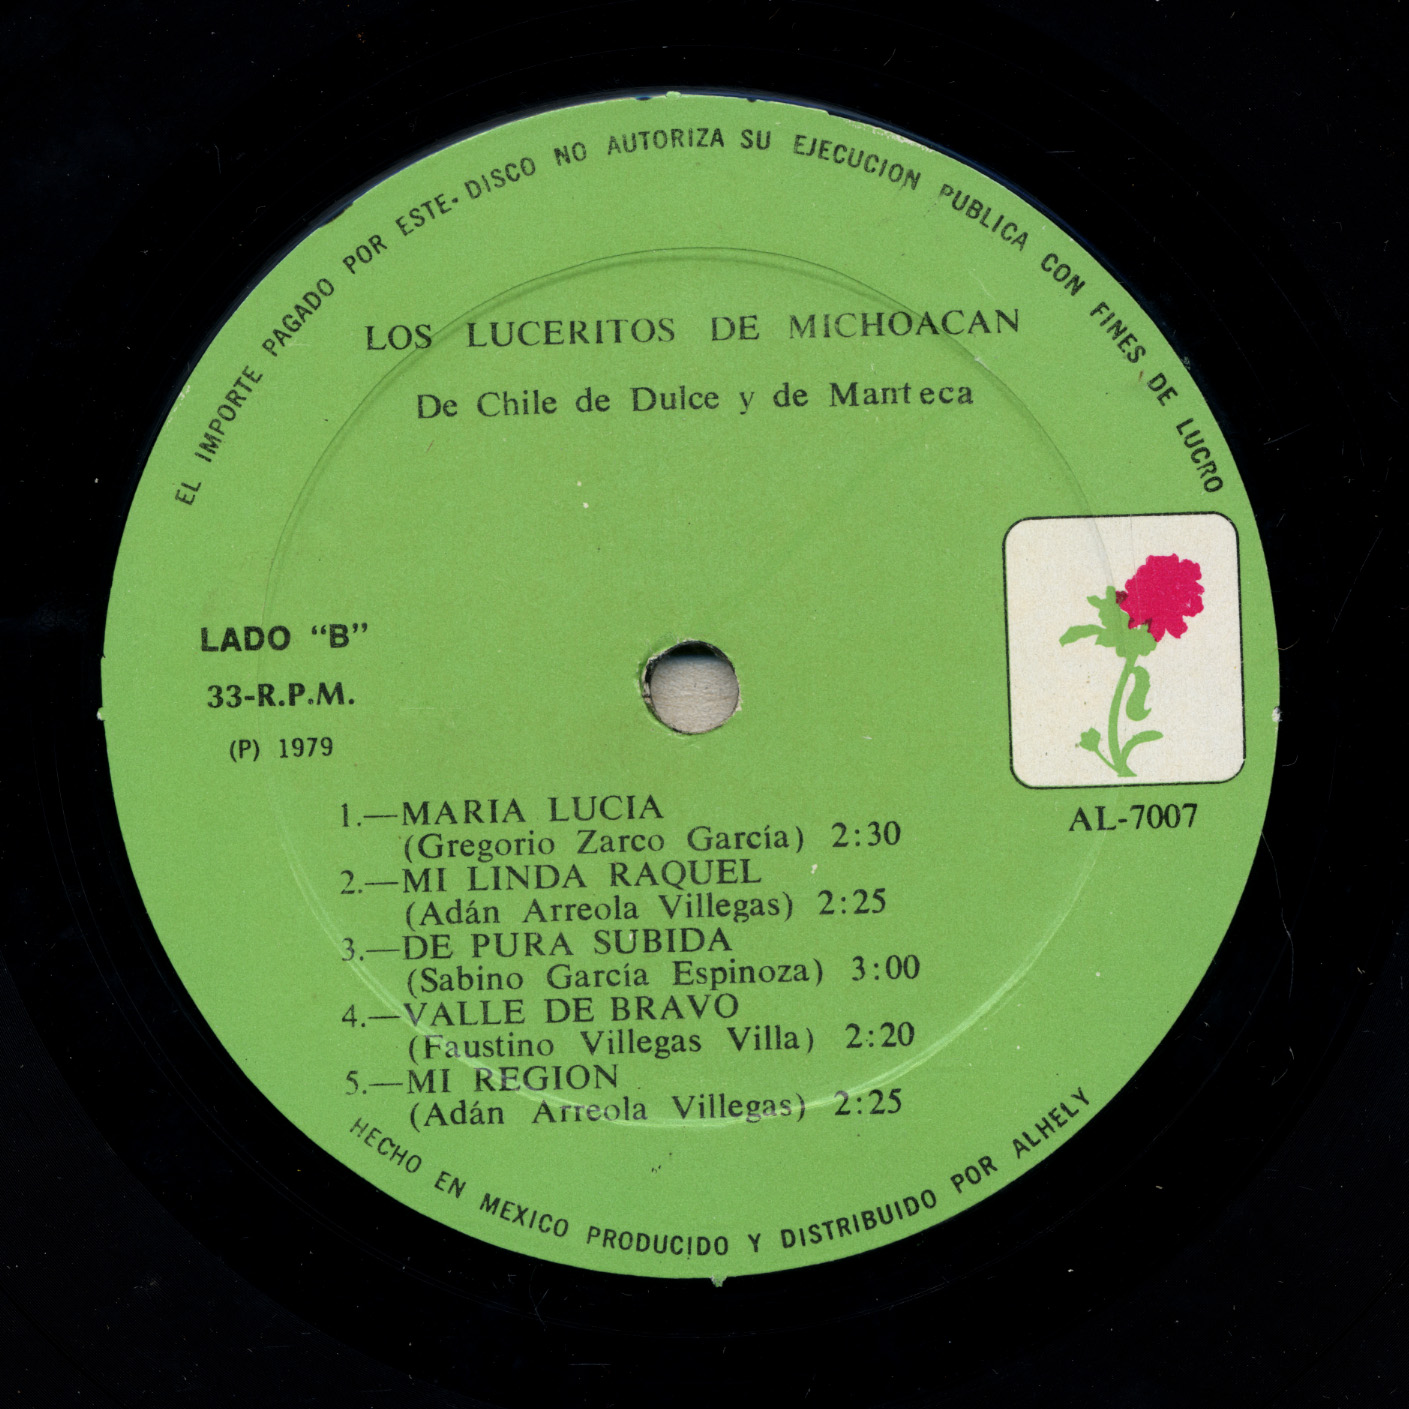 EL IMPORTE PAGADO POR ESTE. DISCO NO AUTORIZA SU EJECUCION PUBLICA CON FINES DE LUCRO
LOS LUCERITOS DE MICHOACAN
De Chile de Dulce y de Manteca
LADO "B"
33-R.P.M.
(P) 1979
AL-7007
1.—MARIA LUCIA
(Gregorio Zarco García) 2:30
2.—MI LINDA RAQUEL
(Adán Arreola Villegas) 2:25
3.—DE PURA SUBIDA
(Sabino García Espinoza) 3:00
4.—VALLE DE BRAVO
(Faustino Villegas Villa) 2:20
5.—MI REGION
(Adán Arreola Villegas) 2:25
HECHO EN MEXICO PRODUCIDO Y DISTRIBUIDO POR ALHELY